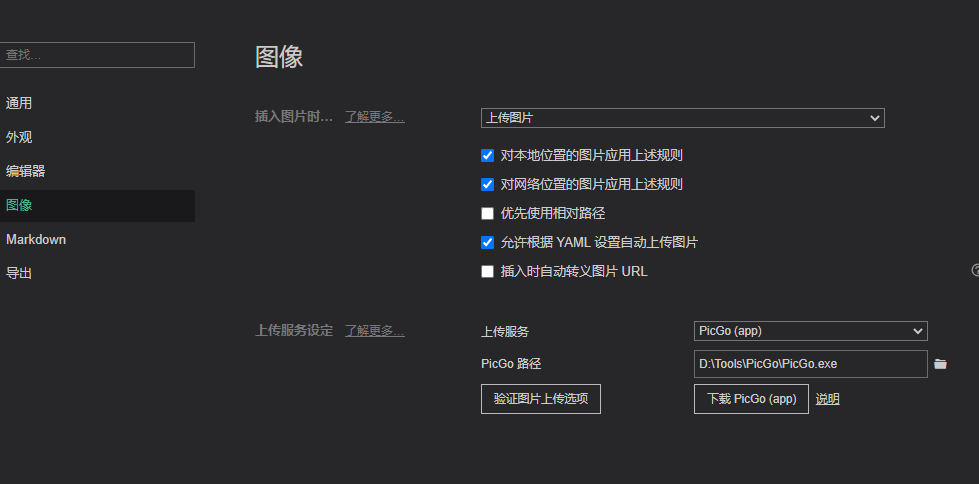 查找...
通用
外观
编辑器
图像
Markdown
导出
图像
插入图片时... 了解更多... 上传图片
对本地位置的图片应用上述规则
对网络位置的图片应用上述规则
优先使用相对路径
允许根据 YAML 设置自动上传图片
插入时自动转义图片 URL
上传服务设定 了解更多... 上传服务 PicGo (app)
PicGo 路径 D:\Tools\PicGo\PicGo.exe
验证图片上传选项 下载 PicGo (app) 说明